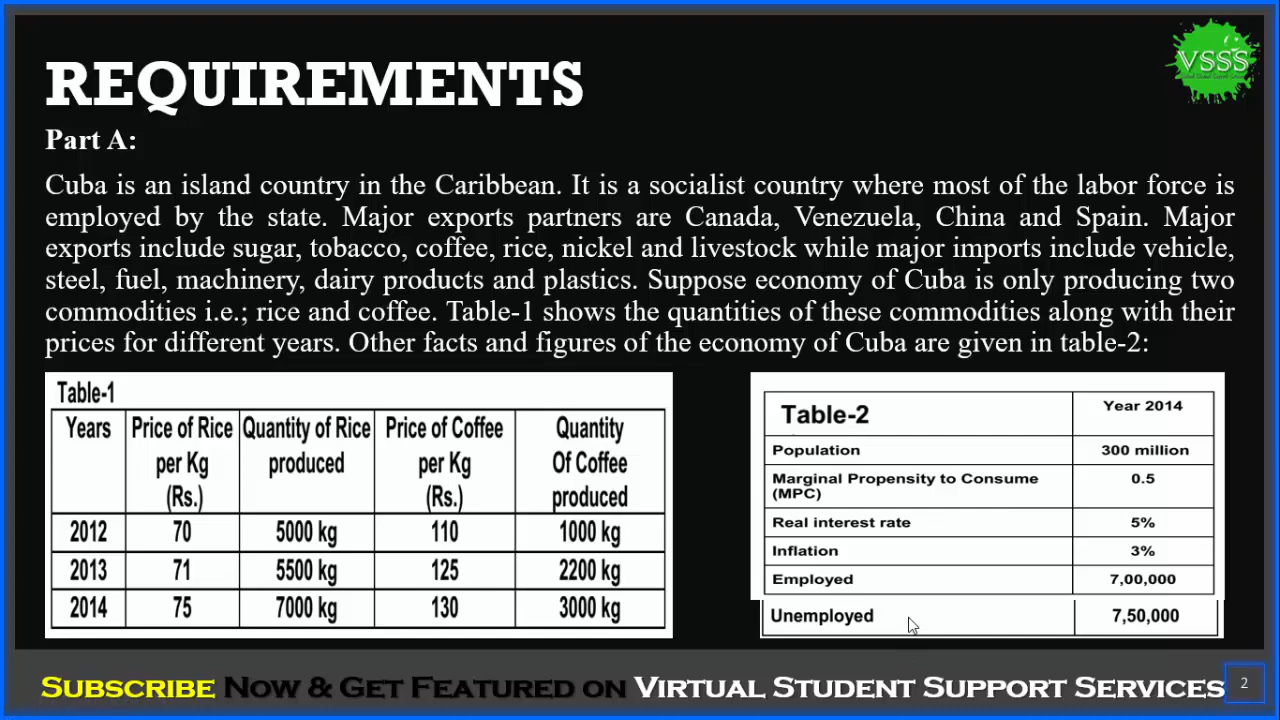 REQUIREMENTS
VSSS
Part A:
Cuba is an island country in the Caribbean. It is a socialist country where most of the labor force is
employed by the state. Major exports partners are Canada, Venezuela, China and Spain. Major
exports include sugar, tobacco, coffee, rice, nickel and livestock while major imports include vehicle,
steel, fuel, machinery, dairy products and plastics. Suppose economy of Cuba is only producing two
commodities i.e.; rice and coffee. Table-1 shows the quantities of these commodities along with their
prices for different years. Other facts and figures of the economy of Cuba are given in table-2:
Table-1
Years Price of Rice Quantity of Rice Price of Coffee Quantity
per Kg produced per Kg Of Coffee
(Rs.) (Rs.) produced
2012 70 5000 kg 110 1000 kg
2013 71 5500 kg 125 2200 kg
2014 75 7000 kg 130 3000 kg
Table-2 Year 2014
Population 300 million
Marginal Propensity to Consume 0.5
(MPC)
Real interest rate 5%
Inflation 3%
Employed 7,00,000
Unemployed 7,50,000
SUBSCRIBE NOW & GET FEATURED ON VIRTUAL STUDENT SUPPORT SERVICES 2